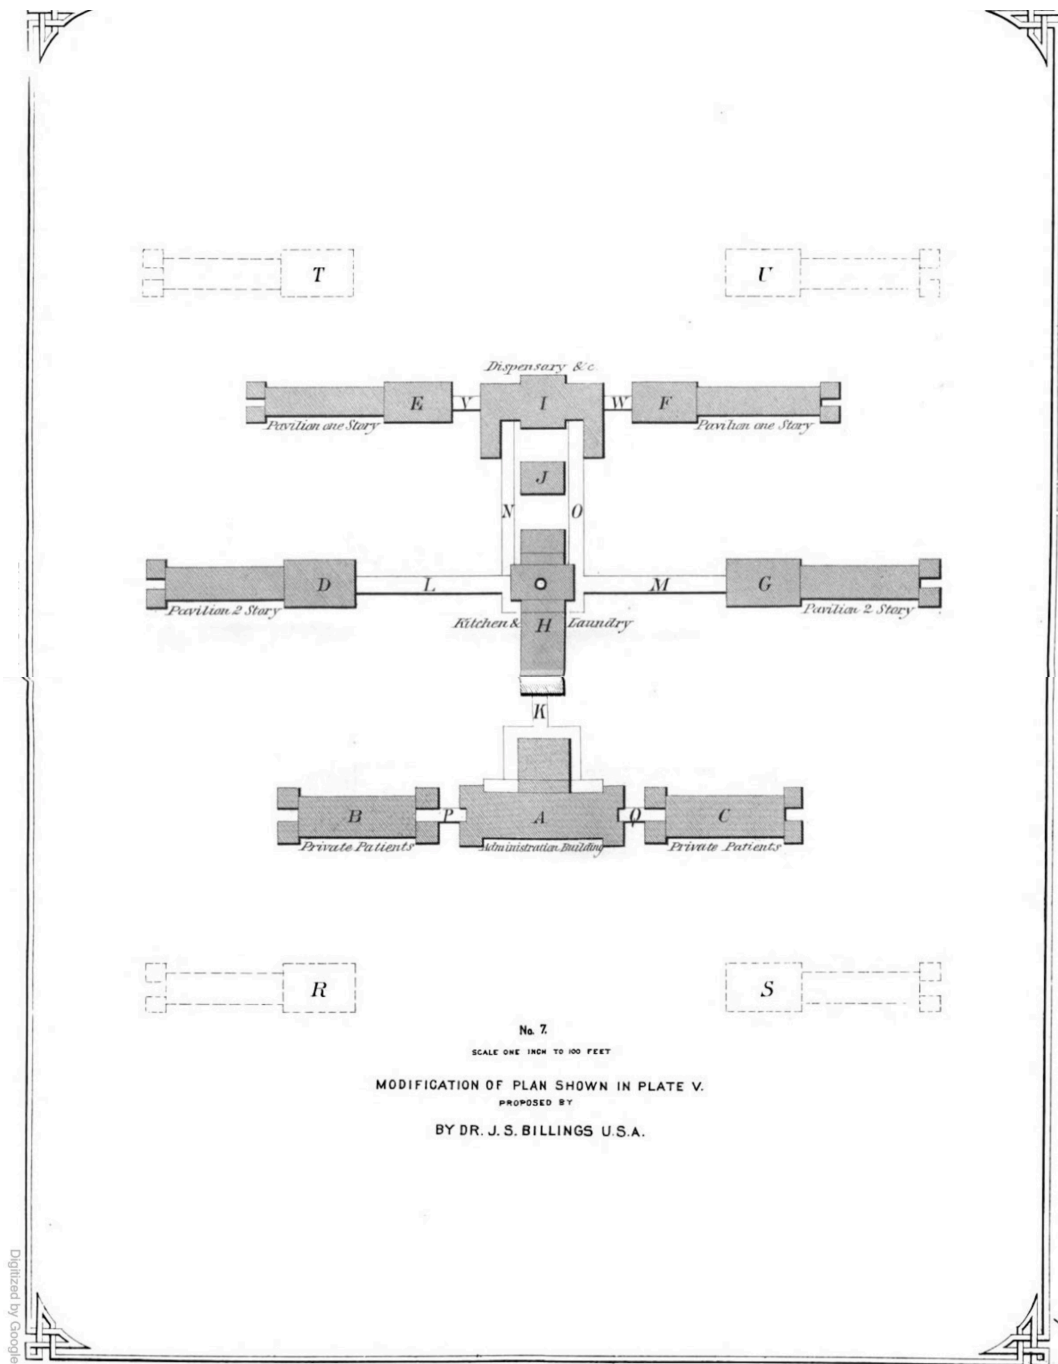 T
U
Dispensary &c.
E
V
I
W
F
Pavilion one Story
Pavilion one Story
J
N
O
D
L
M
G
Pavilion 2 Story
Pavilion 2 Story
Kitchen &
H
Laundry
K
B
P
A
Q
C
Private Patients
Administration Building
Private Patients
R
S
No. 7.
SCALE ONE INCH TO 100 FEET
MODIFICATION OF PLAN SHOWN IN PLATE V.
PROPOSED BY
BY DR. J. S. BILLINGS U.S.A.
Digitized by Google